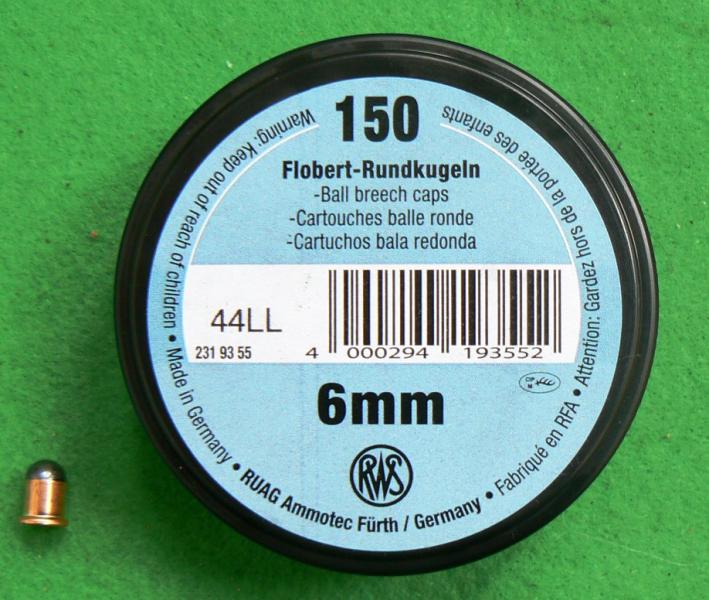 150
Flobert-Rundkugeln
-Ball breech caps
-Cartouches balle ronde
-Cartuchos bala redonda
44LL
231 93 55
4 000294 193552
6mm
RWS
Warning: Keep out of reach of children • Made in Germany • RUAG Ammotec Fürth / Germany • Fabriqué en RFA • Attention: Gardez hors de la portée des enfants